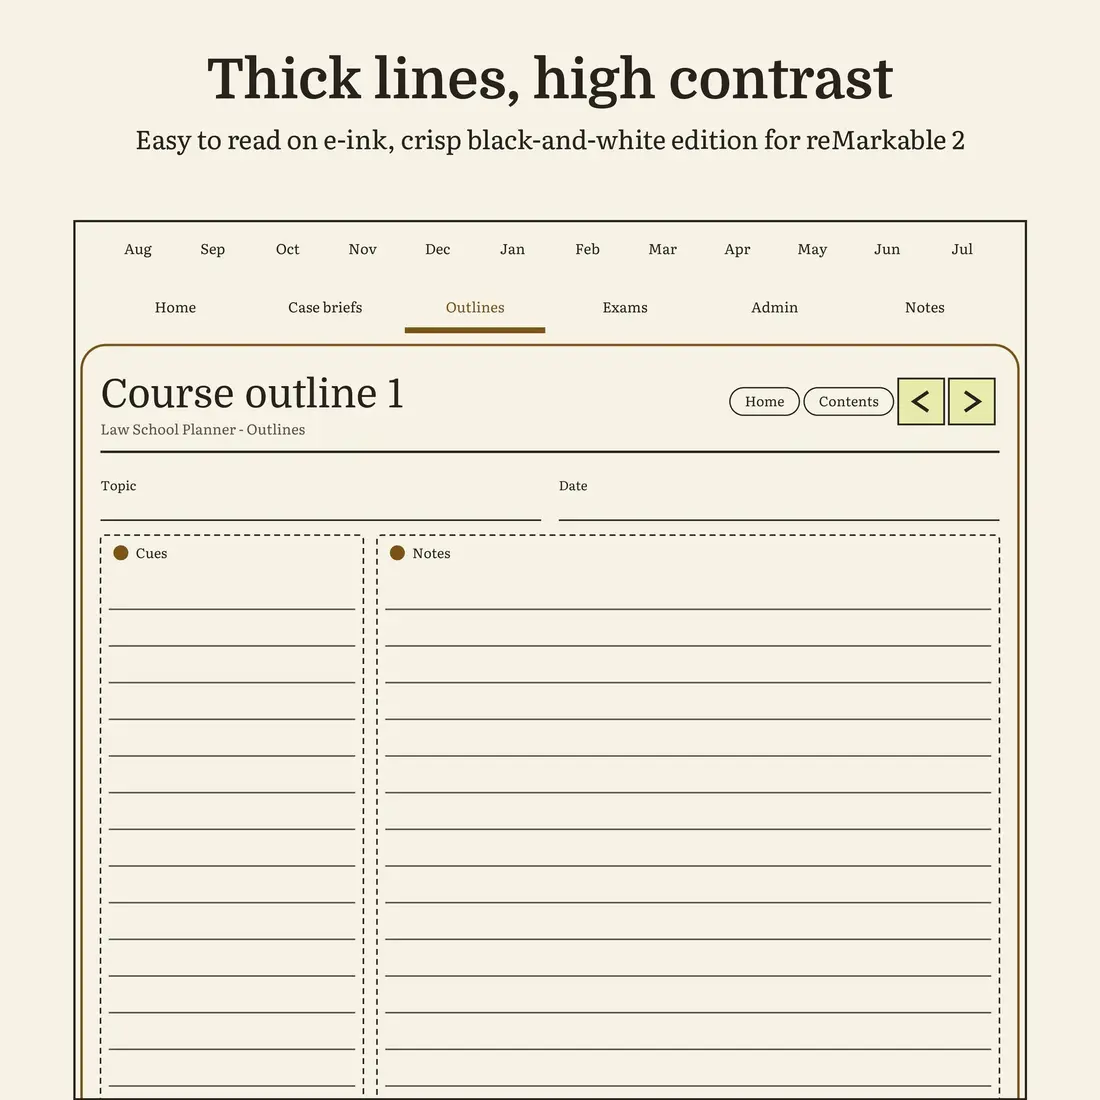 Thick lines, high contrast
Easy to read on e-ink, crisp black-and-white edition for reMarkable 2
Aug Sep Oct Nov Dec Jan Feb Mar Apr May Jun Jul
Home Case briefs Outlines Exams Admin Notes
Course outline 1
Home Contents < >
Law School Planner - Outlines
Topic Date
Cues Notes